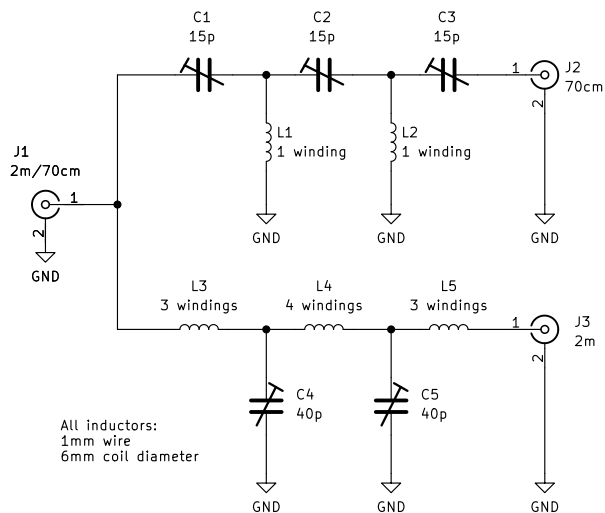 C1
15p
C2
15p
C3
15p
1
J2
70cm
2
L1
1 winding
L2
1 winding
J1
2m/70cm
1
2
GND
GND
GND
GND
L3
3 windings
L4
4 windings
L5
3 windings
1
J3
2m
2
C4
40p
C5
40p
All inductors:
1mm wire
6mm coil diameter
GND
GND
GND